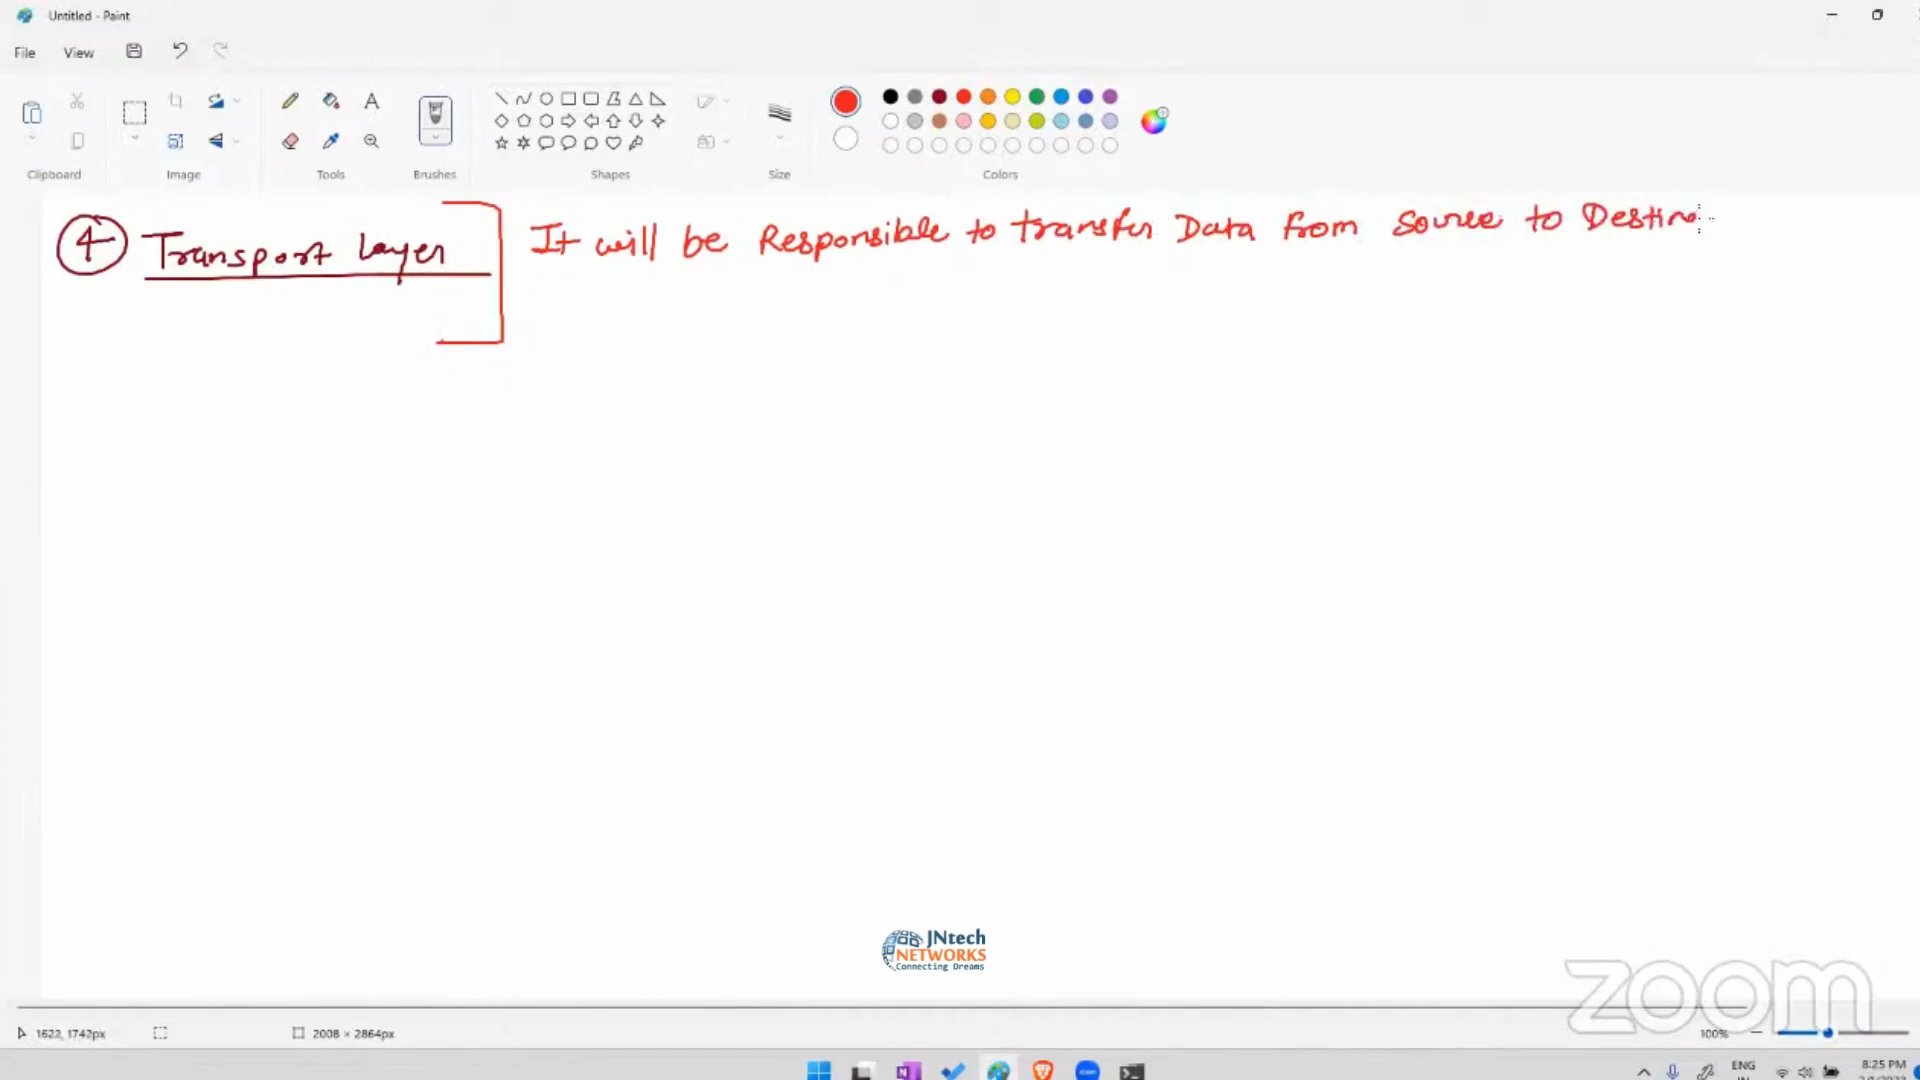 Untitled - Paint
File View
Clipboard Image Tools Brushes Shapes Size Colors
④ Transport Layer
It will be Responsible to transfer Data from Source to Destina
JNtech
NETWORKS
Connecting Dreams
zoom
1622, 1742px 2008 × 2864px 100%
ENG
8:25 PM